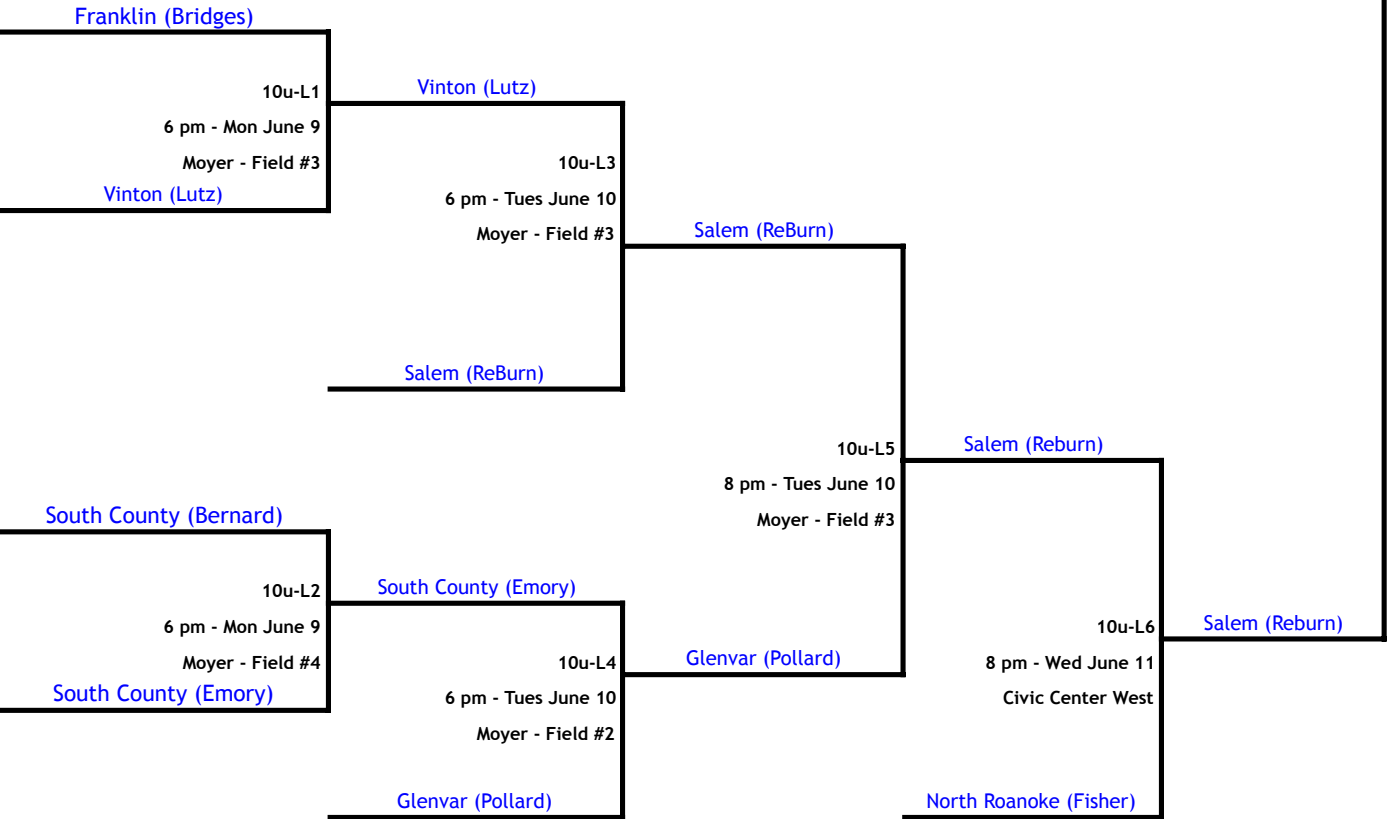 Franklin (Bridges)
10u-L1
6 pm - Mon June 9
Moyer - Field #3
Vinton (Lutz)
Vinton (Lutz)
10u-L3
6 pm - Tues June 10
Moyer - Field #3
Salem (ReBurn)
Salem (ReBurn)
10u-L5
8 pm - Tues June 10
Moyer - Field #3
Salem (Reburn)
South County (Bernard)
10u-L2
6 pm - Mon June 9
Moyer - Field #4
South County (Emory)
South County (Emory)
10u-L4
6 pm - Tues June 10
Moyer - Field #2
Glenvar (Pollard)
Glenvar (Pollard)
10u-L6
8 pm - Wed June 11
Civic Center West
North Roanoke (Fisher)
Salem (Reburn)